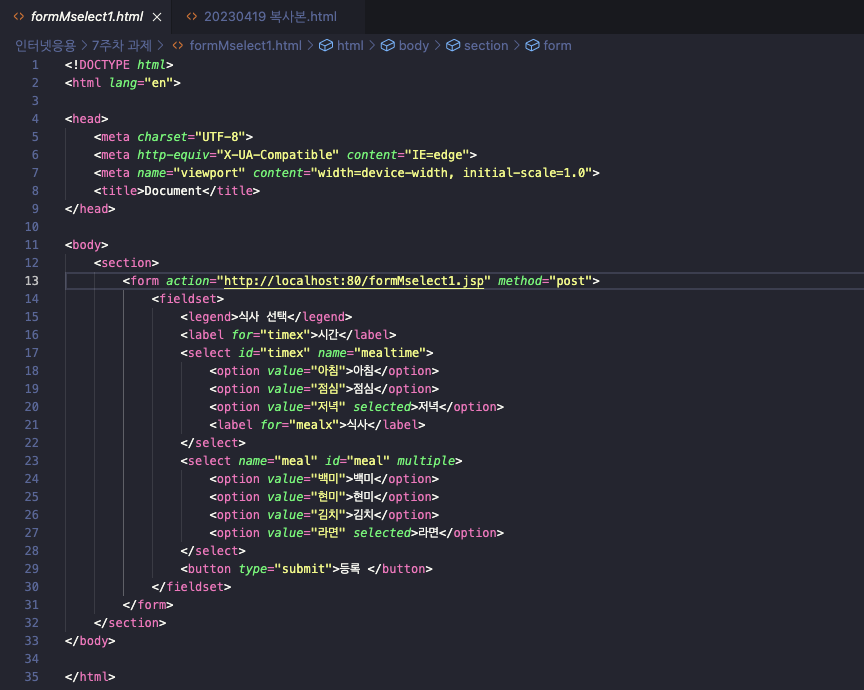 formMselect1.html
20230419 복사본.html
인터넷응용 > 7주차 과제 > formMselect1.html > html > body > section > form
1 <!DOCTYPE html>
2 <html lang="en">
3
4 <head>
5     <meta charset="UTF-8">
6     <meta http-equiv="X-UA-Compatible" content="IE=edge">
7     <meta name="viewport" content="width=device-width, initial-scale=1.0">
8     <title>Document</title>
9 </head>
10
11 <body>
12     <section>
13         <form action="http://localhost:80/formMselect1.jsp" method="post">
14             <fieldset>
15                 <legend>식사 선택</legend>
16                 <label for="timex">시간</label>
17                 <select id="timex" name="mealtime">
18                     <option value="아침">아침</option>
19                     <option value="점심">점심</option>
20                     <option value="저녁" selected>저녁</option>
21                     <label for="mealx">식사</label>
22                 </select>
23                 <select name="meal" id="meal" multiple>
24                     <option value="백미">백미</option>
25                     <option value="현미">현미</option>
26                     <option value="김치">김치</option>
27                     <option value="라면" selected>라면</option>
28                 </select>
29                 <button type="submit">등록 </button>
30             </fieldset>
31         </form>
32     </section>
33 </body>
34
35 </html>